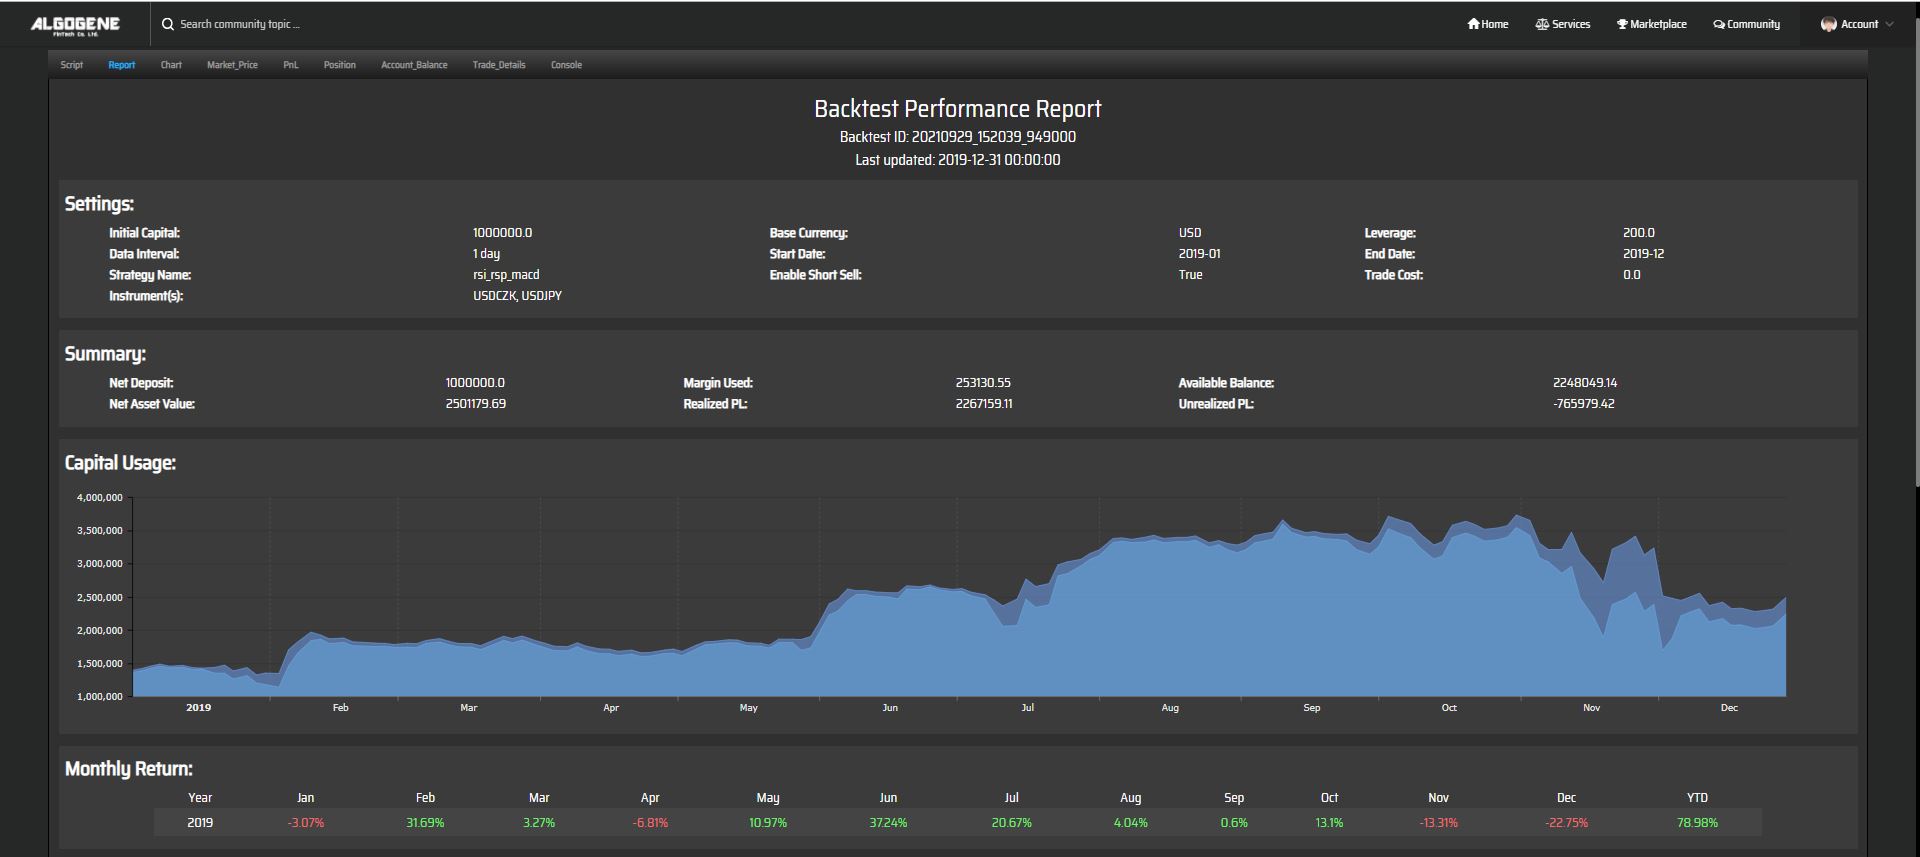 ALGOGENE
FinTech Co. Ltd.
Search community topic ...
Home Services Marketplace Community Account
Script Report Chart Market_Price PnL Position Account_Balance Trade_Details Console
Backtest Performance Report
Backtest ID: 20210929_152039_949000
Last updated: 2019-12-31 00:00:00
Settings:
Initial Capital: 1000000.0 Base Currency: USD Leverage: 200.0
Data Interval: 1 day Start Date: 2019-01 End Date: 2019-12
Strategy Name: rsi_rsp_macd Enable Short Sell: True Trade Cost: 0.0
Instrument(s): USDCZK, USDJPY
Summary:
Net Deposit: 1000000.0 Margin Used: 253130.55 Available Balance: 2248049.14
Net Asset Value: 2501179.69 Realized PL: 2267159.11 Unrealized PL: -765979.42
Capital Usage:
4,000,000
3,500,000
3,000,000
2,500,000
2,000,000
1,500,000
1,000,000
2019 Feb Mar Apr May Jun Jul Aug Sep Oct Nov Dec
Monthly Return:
Year Jan Feb Mar Apr May Jun Jul Aug Sep Oct Nov Dec YTD
2019 -3.07% 31.69% 3.27% -6.81% 10.97% 37.24% 20.67% 4.04% 0.6% 13.1% -13.31% -22.75% 78.98%